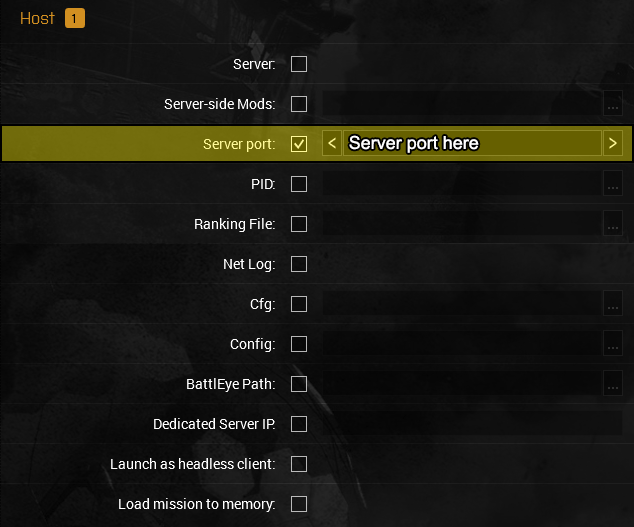 Host 1
Server:
Server-side Mods: ...
Server port: < Server port here >
PID: ...
Ranking File: ...
Net Log:
Cfg: ...
Config: ...
BattlEye Path: ...
Dedicated Server IP:
Launch as headless client:
Load mission to memory: